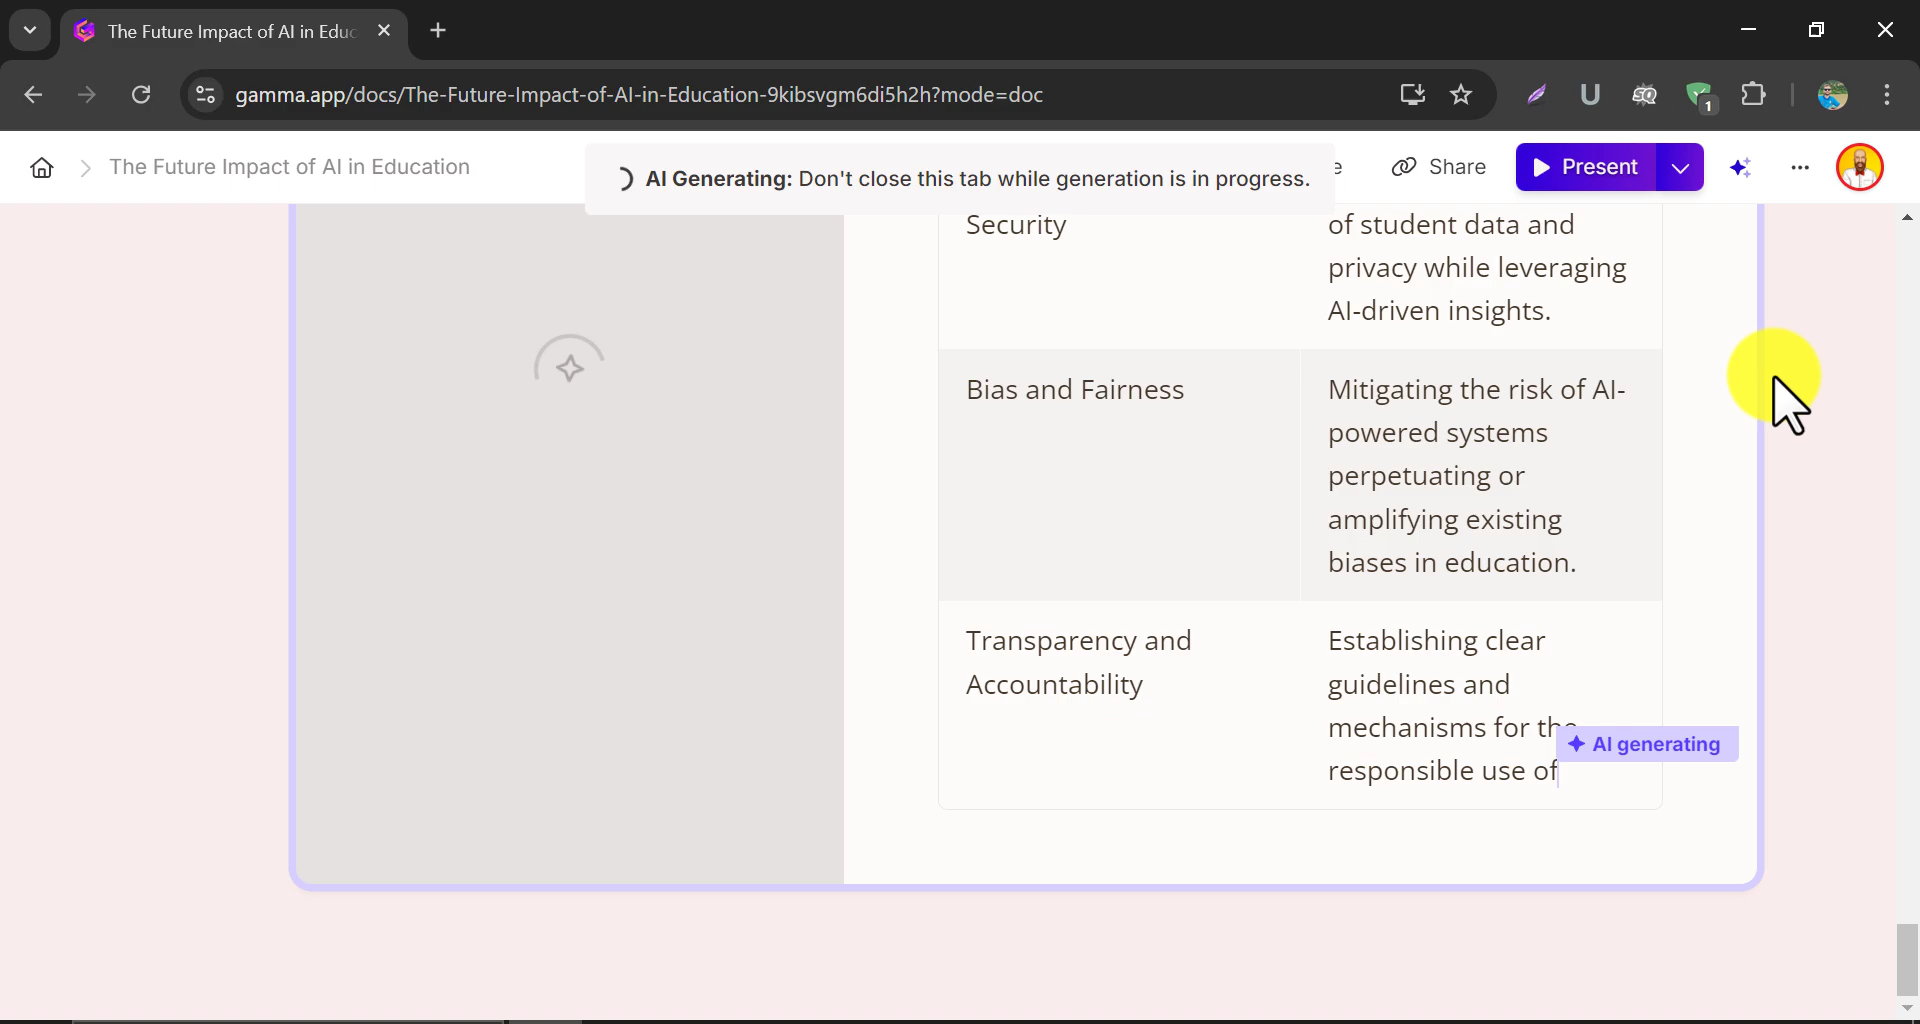 The Future Impact of AI in Educ
gamma.app/docs/The-Future-Impact-of-AI-in-Education-9kibsvgm6di5h2h?mode=doc
1
The Future Impact of AI in Education
AI Generating: Don't close this tab while generation is in progress.
e
Share
Present
Security
of student data and
privacy while leveraging
AI-driven insights.
Bias and Fairness
Mitigating the risk of AI-
powered systems
perpetuating or
amplifying existing
biases in education.
Transparency and
Accountability
Establishing clear
guidelines and
mechanisms for the
responsible use of
AI generating